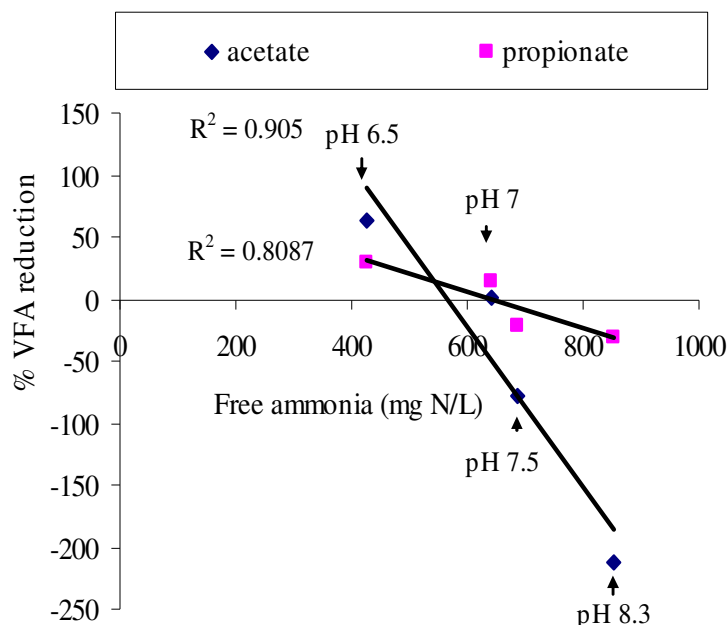 acetate propionate
150
R² = 0.905
pH 6.5
100
pH 7
50
R² = 0.8087
0
0 200 400 600 800 1000
-50
Free ammonia (mg N/L)
-100
pH 7.5
-150
-200
-250
pH 8.3
% VFA reduction